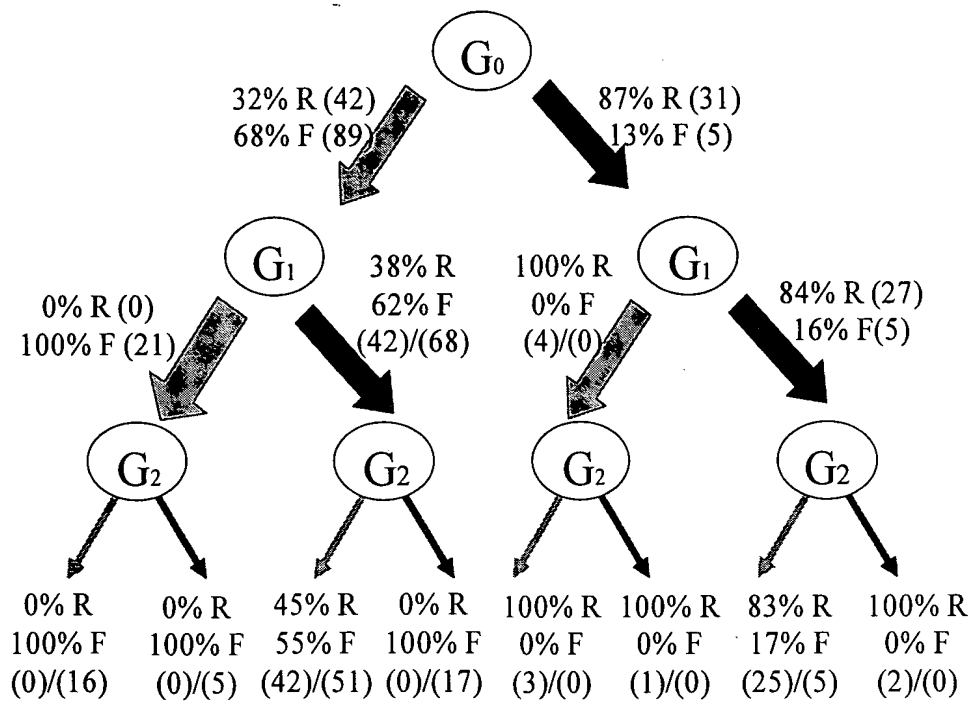 G0
32% R (42)
68% F (89)
87% R (31)
13% F (5)
G1
G1
0% R (0)
100% F (21)
38% R
62% F
(42)/(68)
100% R
0% F
(4)/(0)
84% R (27)
16% F(5)
G2
G2
G2
G2
0% R
100% F
(0)/(16)
0% R
100% F
(0)/(5)
45% R
55% F
(42)/(51)
0% R
100% F
(0)/(17)
100% R
0% F
(3)/(0)
100% R
0% F
(1)/(0)
83% R
17% F
(25)/(5)
100% R
0% F
(2)/(0)